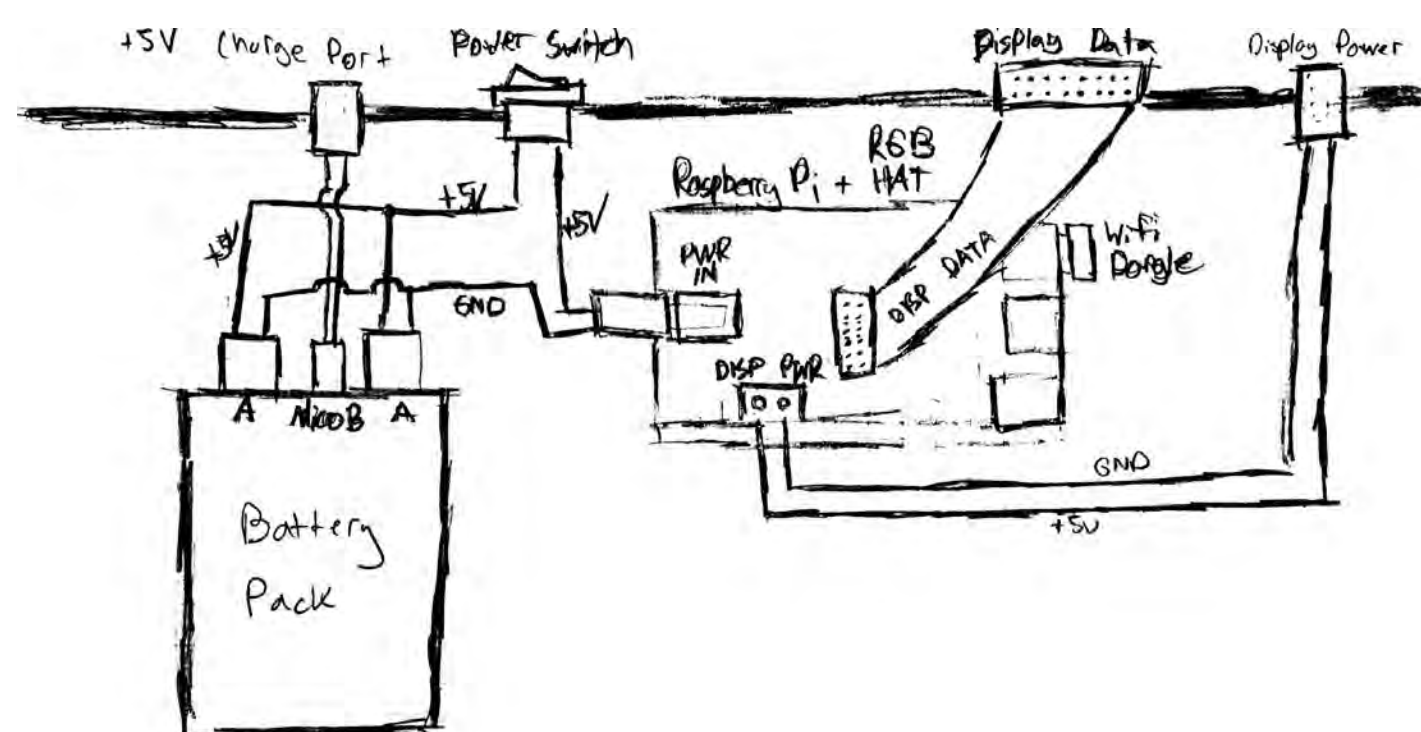 +5V Charge Port
Power Switch
Display Data
Display Power
Raspberry Pi + RGB HAT
+5V
+5V
+5V
PWR IN
GND
DISP DATA
Wifi Dongle
DISP PWR
A
Micro B
A
GND
+5V
Battery
Pack